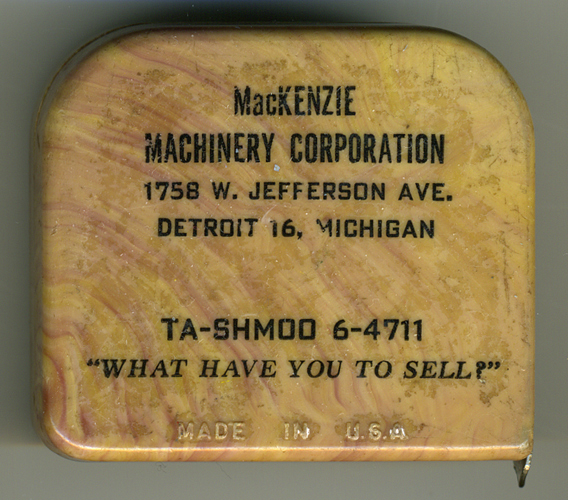 MacKENZIE
MACHINERY CORPORATION
1758 W. JEFFERSON AVE.
DETROIT 16, MICHIGAN
TA-SHMOO 6-4711
"WHAT HAVE YOU TO SELL?"
MADE IN U.S.A